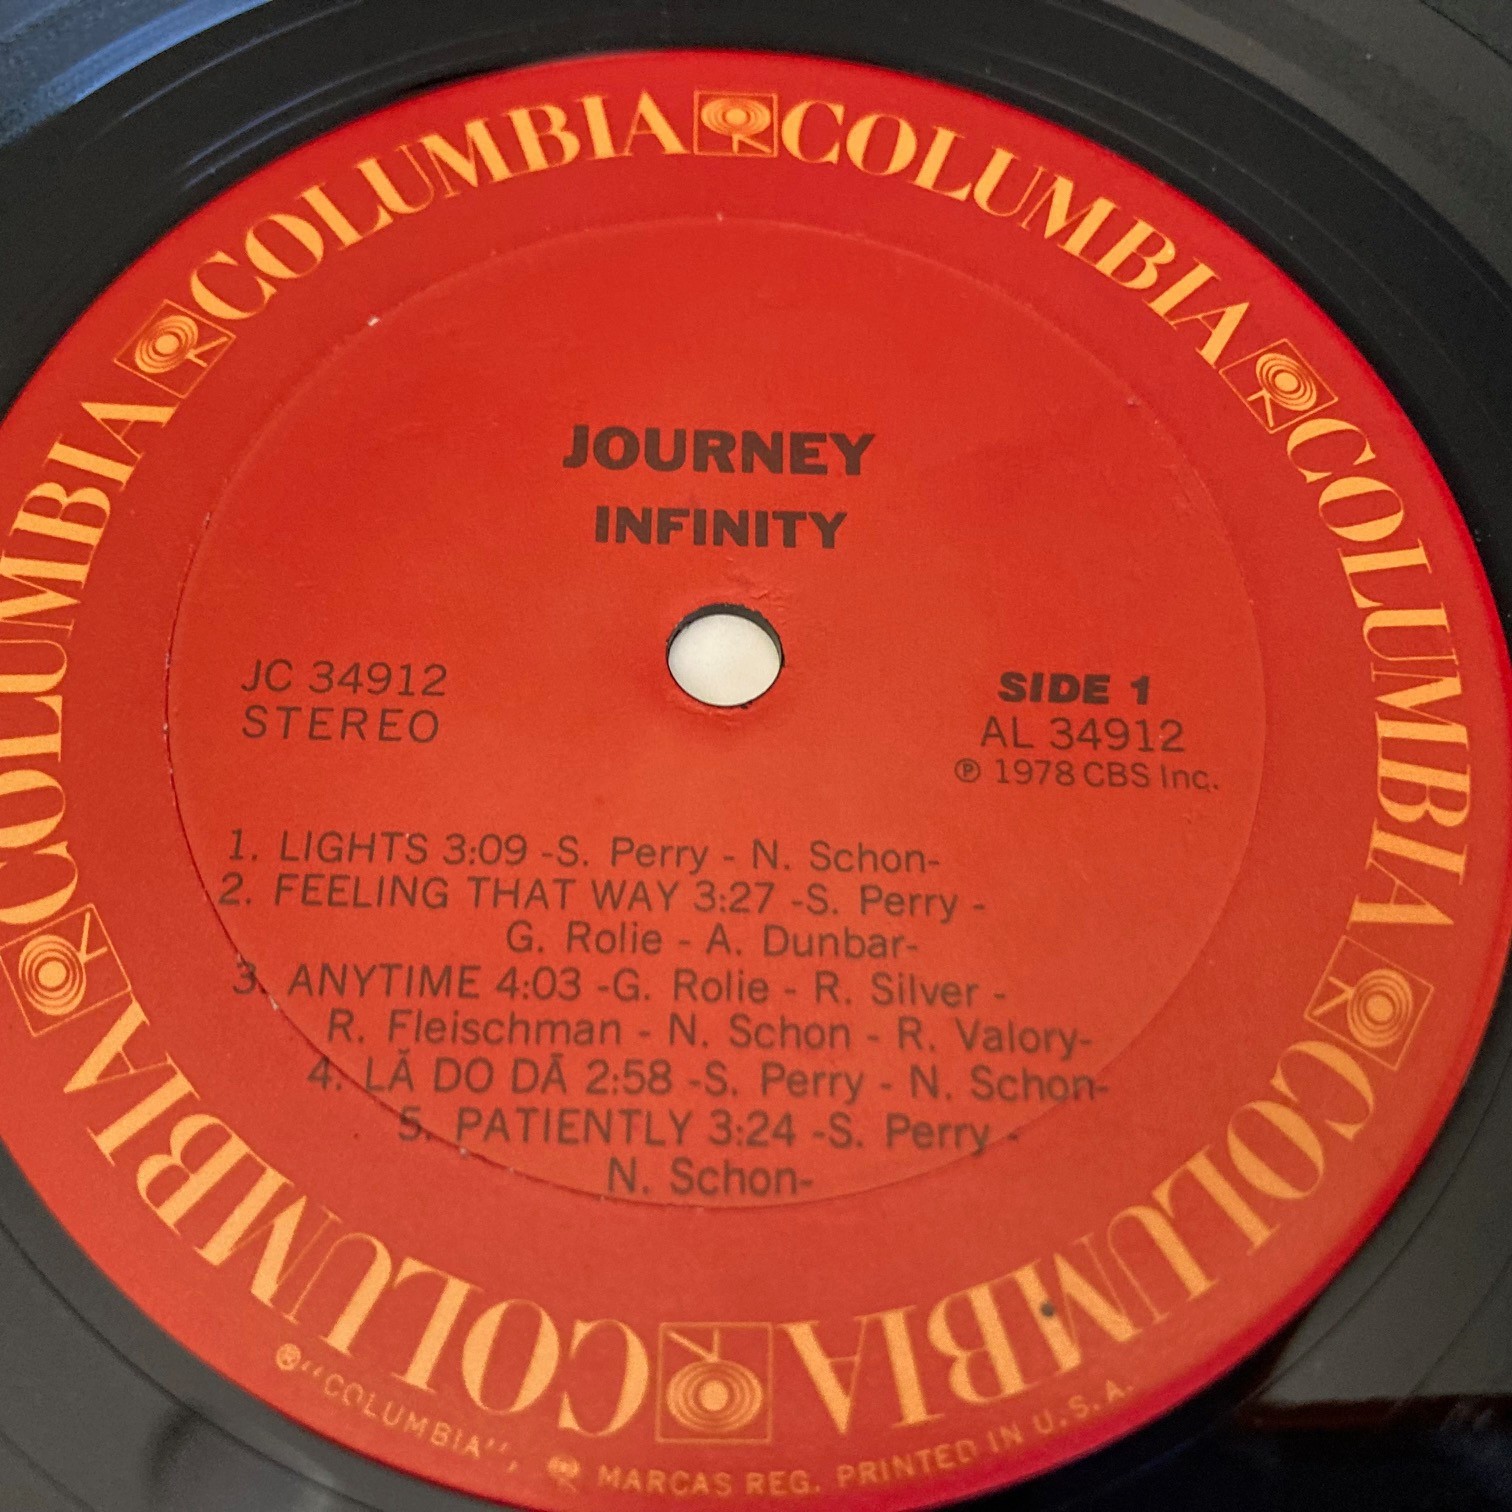 COLUMBIA COLUMBIA COLUMBIA COLUMBIA COLUMBIA COLUMBIA
JOURNEY
INFINITY
JC 34912
STEREO
SIDE 1
AL 34912
℗ 1978 CBS Inc.
1. LIGHTS 3:09 -S. Perry - N. Schon-
2. FEELING THAT WAY 3:27 -S. Perry -
G. Rolie - A. Dunbar-
3. ANYTIME 4:03 -G. Rolie - R. Silver -
R. Fleischman - N. Schon - R. Valory-
4. LĂ DO DĀ 2:58 -S. Perry - N. Schon-
5. PATIENTLY 3:24 -S. Perry -
N. Schon-
® "COLUMBIA", MARCAS REG. PRINTED IN U.S.A.